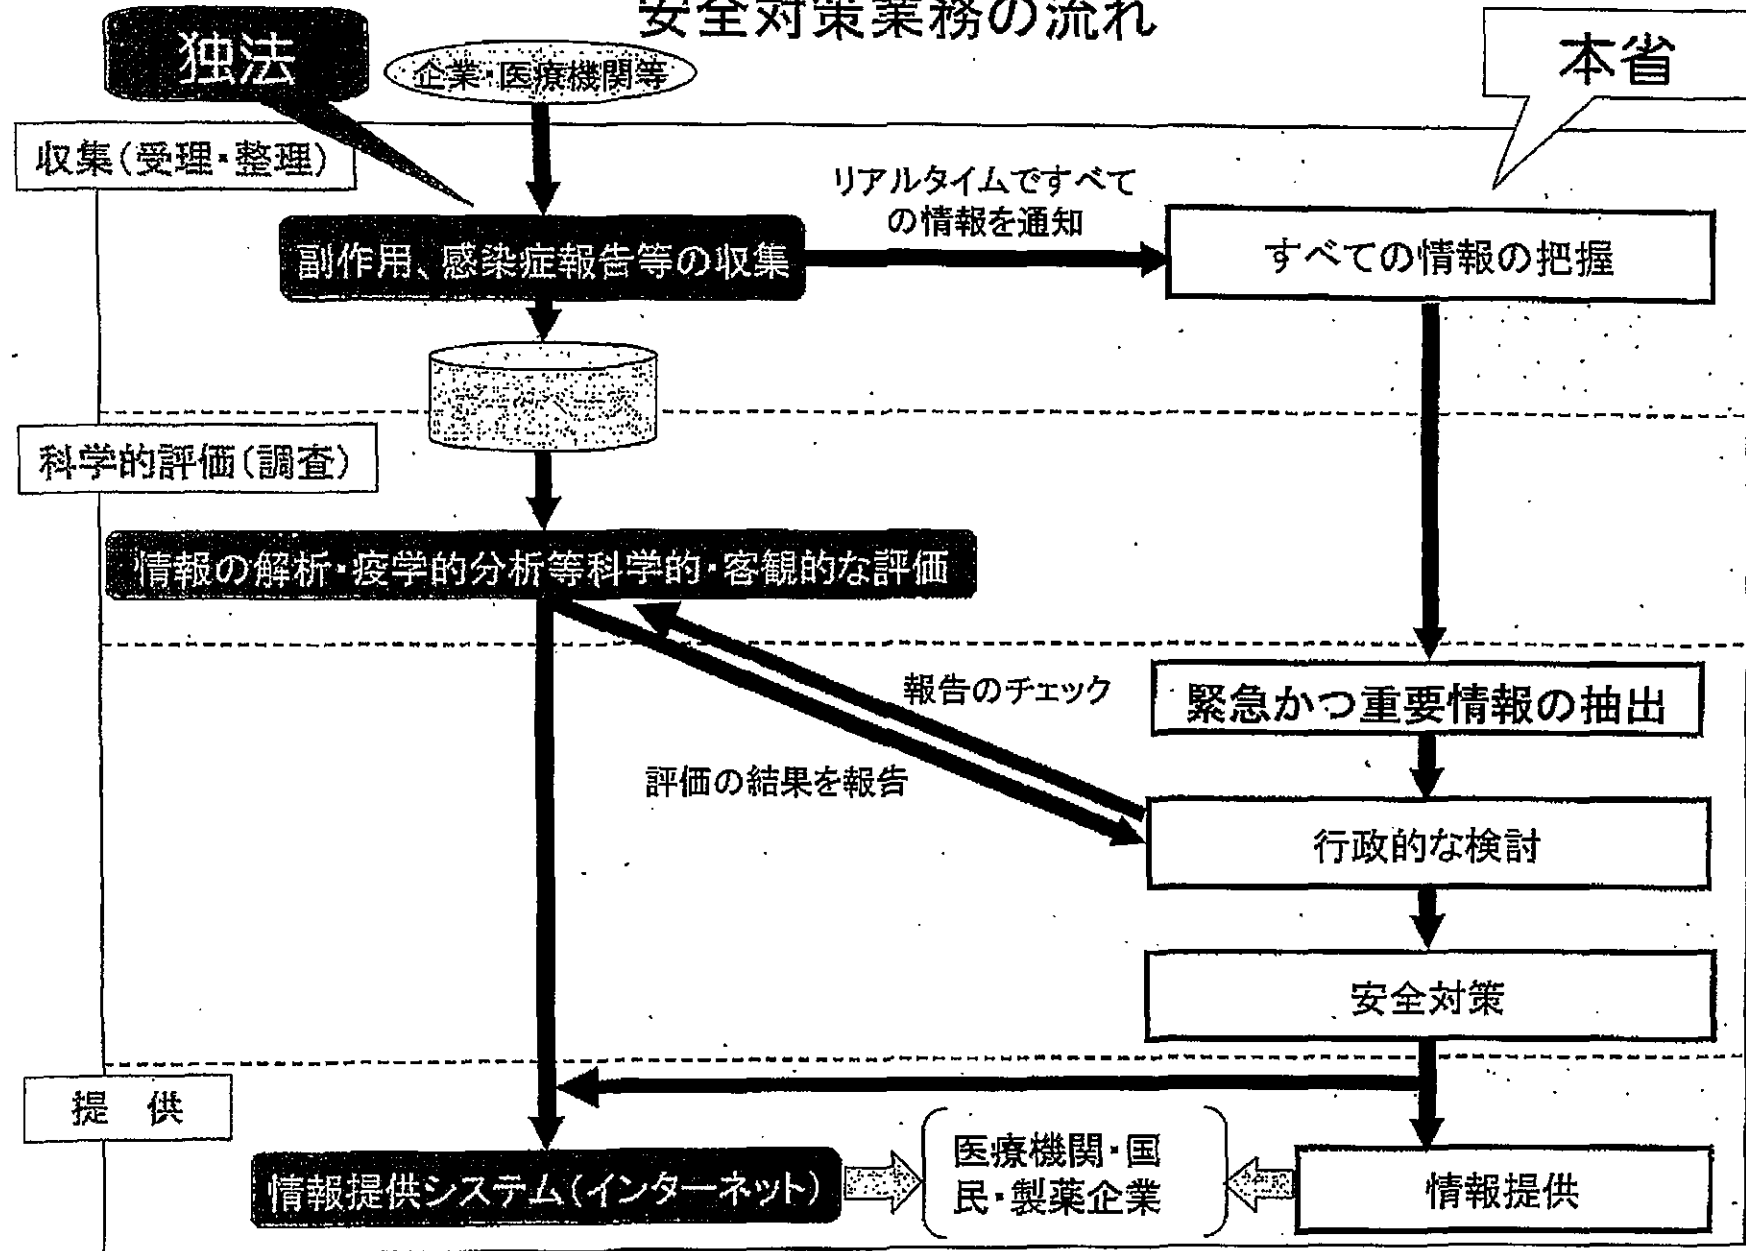 安全対策業務の流れ
独法
企業・医療機関等
本省
収集(受理・整理)
リアルタイムですべて
の情報を通知
副作用、感染症報告等の収集
すべての情報の把握
科学的評価(調査)
情報の解析・疫学的分析等科学的・客観的な評価
報告のチェック
緊急かつ重要情報の抽出
評価の結果を報告
行政的な検討
安全対策
提 供
医療機関・国
民・製薬企業
情報提供システム(インターネット)
情報提供